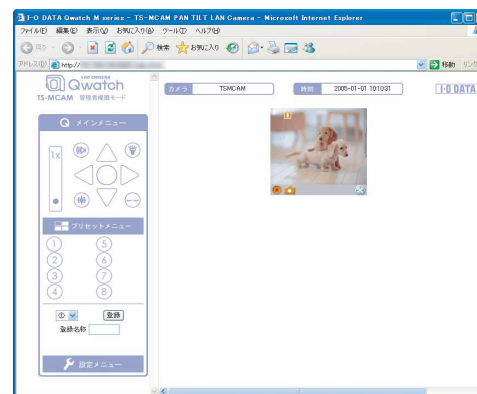 I-O DATA Qwatch M series - TS-MCAM PAN TILT LAN Camera - Microsoft Internet Explorer
ファイル(F) 編集(E) 表示(V) お気に入り(A) ツール(T) ヘルプ(H)
戻る 検索 お気に入り
アドレス(D) http:// 移動 リンク
LAN CAMERA
Qwatch
TS-MCAM 管理者権限モード
カメラ TSMCAM 時刻 2005-01-01 10:10:31 I-O DATA
Q メインメニュー
1x
プリセットメニュー
1 5
2 6
3 7
4 8
① 登録
登録名称
設定メニュー